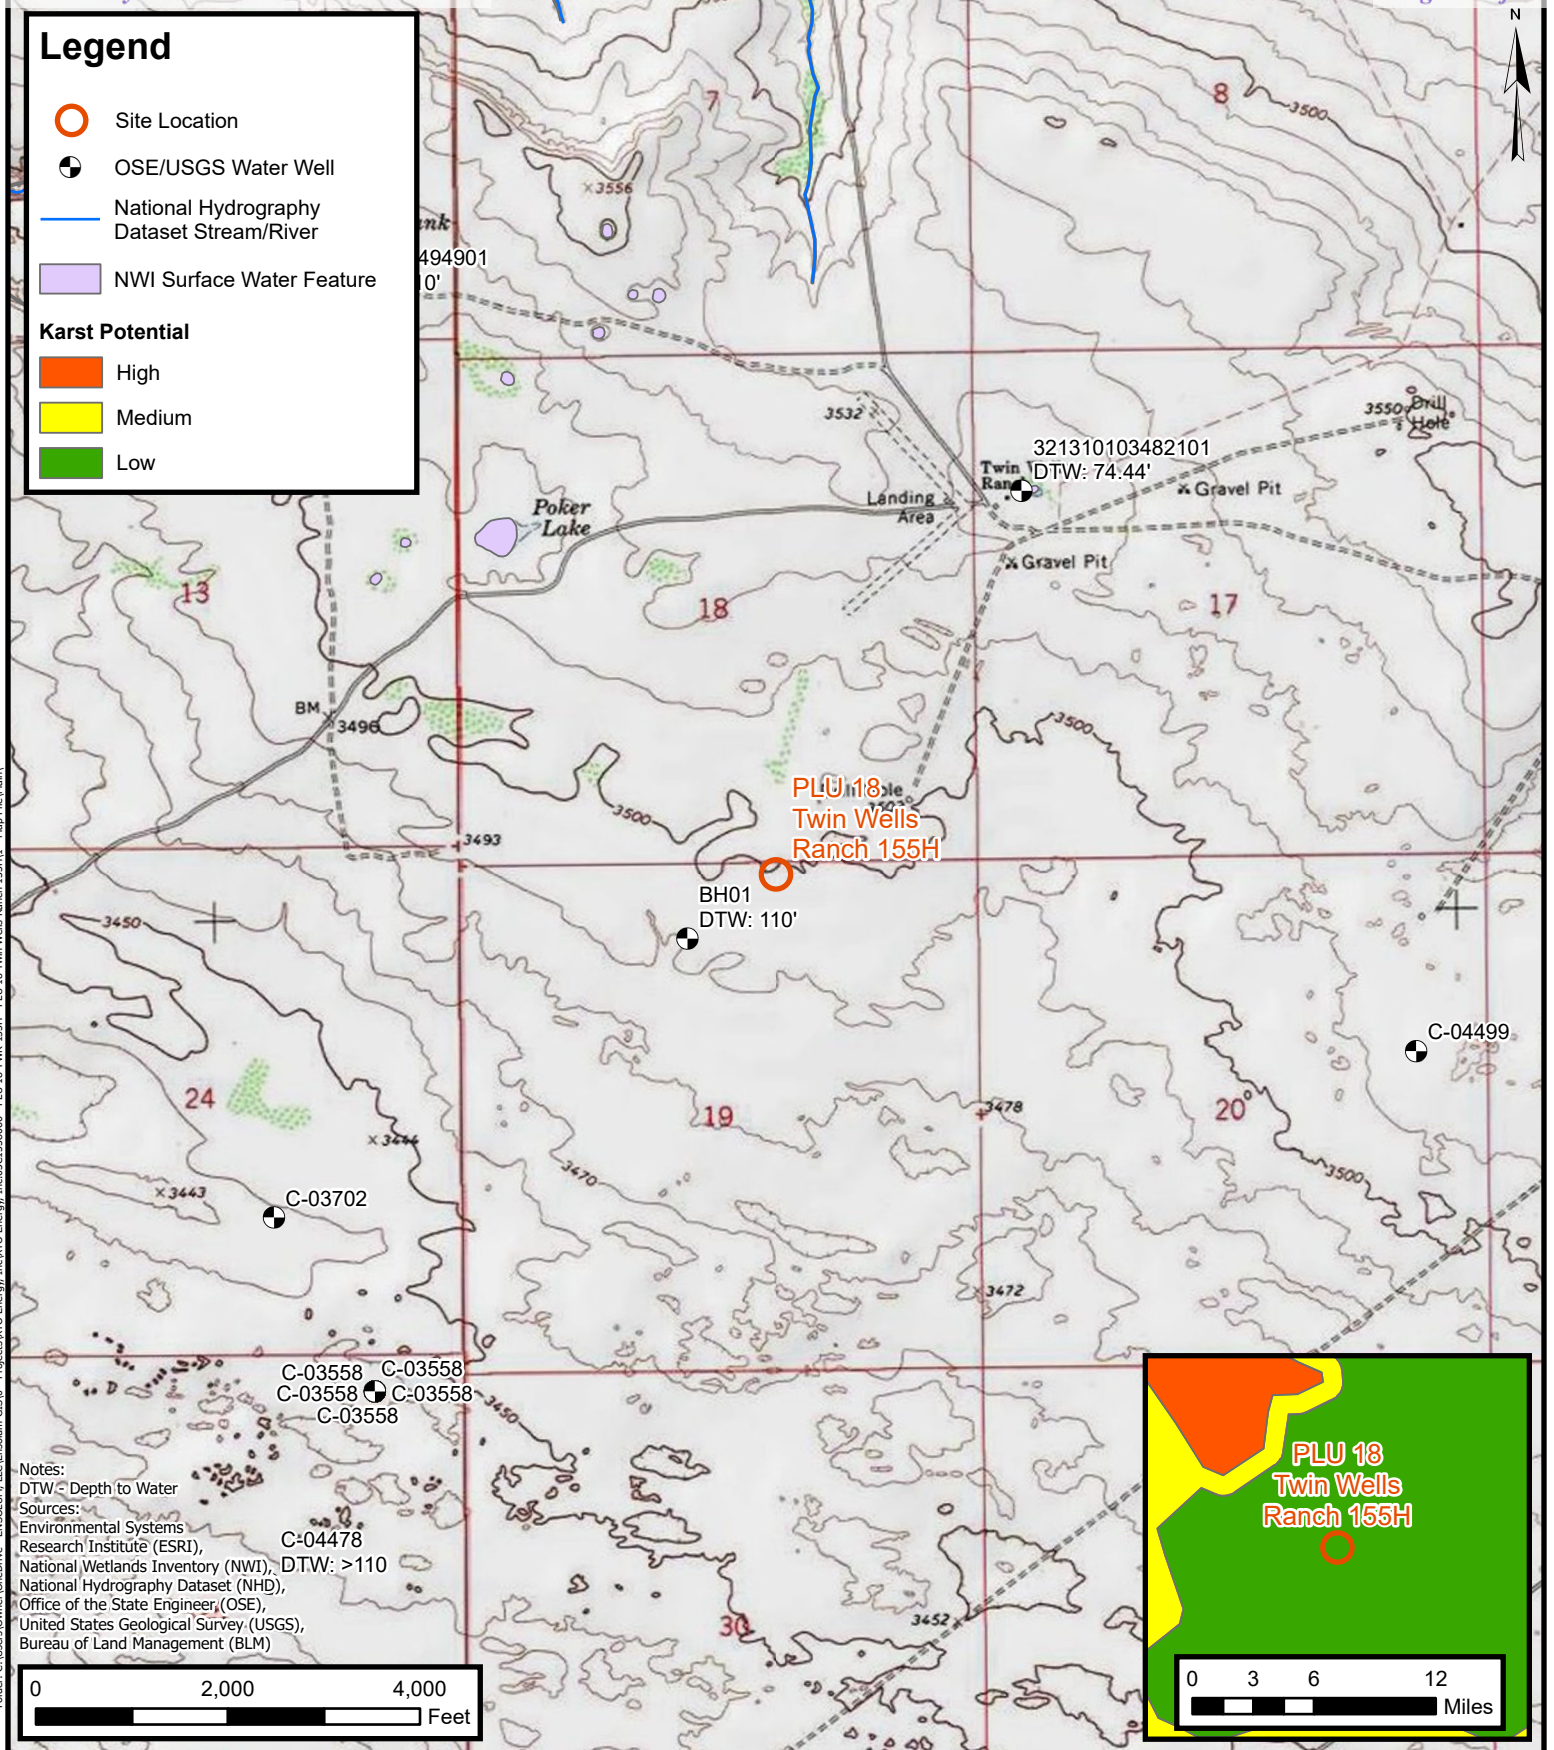 Legend
Site Location
OSE/USGS Water Well
National Hydrography
Dataset Stream/River
NWI Surface Water Feature
Karst Potential
High
Medium
Low
N
7
8
3500
3556
494901
0'
3532
3550
Drill
Hole
321310103482101
DTW: 74.44'
Twin
Landing
Area
Gravel Pit
Gravel Pit
Poker
Lake
13
18
17
BM
3496
3500
3500
PLU 18
Twin Wells
Ranch 155H
3493
BH01
DTW: 110'
3450
C-04499
24
19
3478
20
3444
3470
3500
3443
C-03702
3472
C-03558
C-03558
C-03558
C-03558
C-03558
3450
C-04478
DTW: >110
3452
30
Notes:
DTW - Depth to Water
Sources:
Environmental Systems
Research Institute (ESRI),
National Wetlands Inventory (NWI),
National Hydrography Dataset (NHD),
Office of the State Engineer (OSE),
United States Geological Survey (USGS),
Bureau of Land Management (BLM)
0 2,000 4,000
Feet
PLU 18
Twin Wells
Ranch 155H
0 3 6 12
Miles